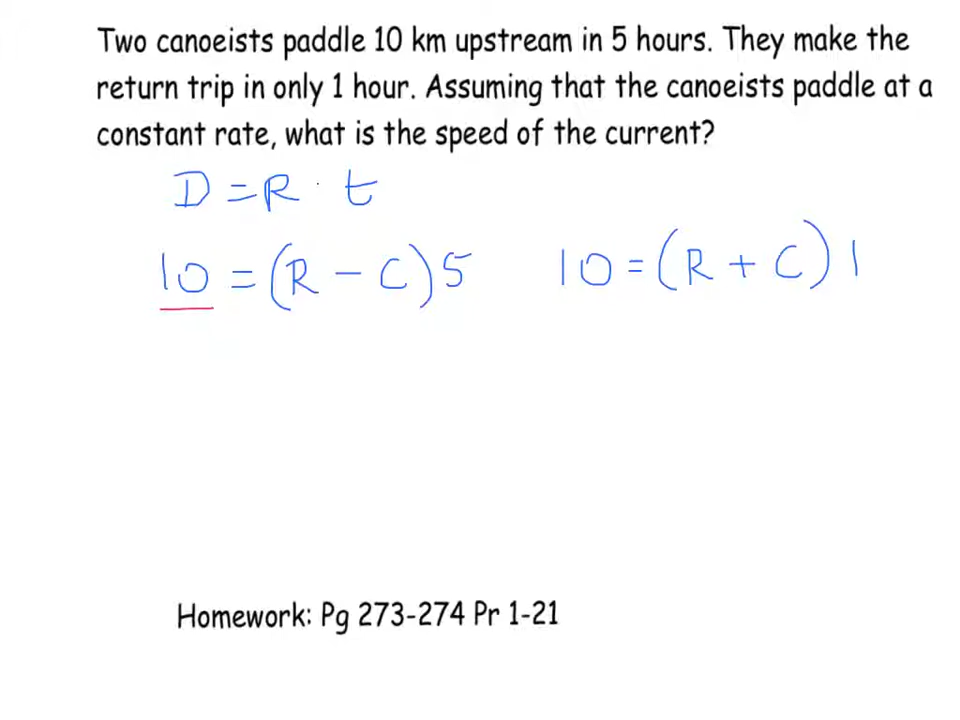 Two canoeists paddle 10 km upstream in 5 hours. They make the
return trip in only 1 hour. Assuming that the canoeists paddle at a
constant rate, what is the speed of the current?
D = R · t
10 = (R - C) 5 10 = (R + C) 1
Homework: Pg 273-274 Pr 1-21